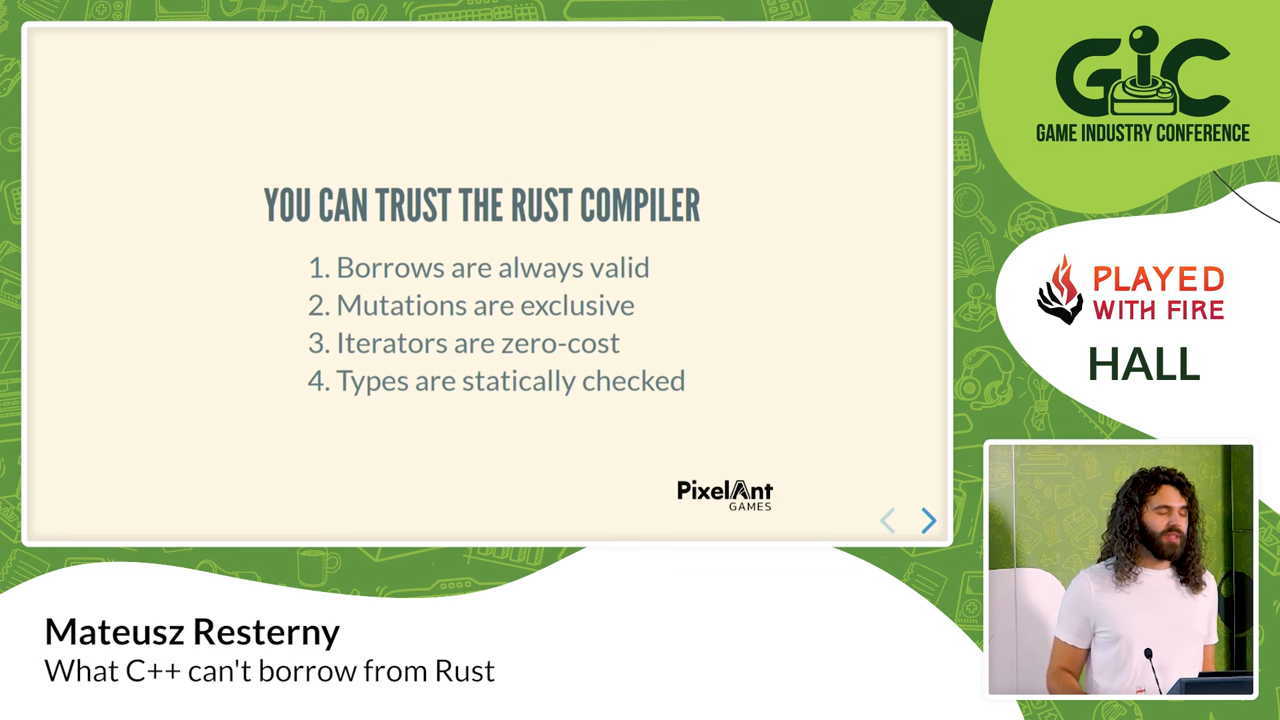 YOU CAN TRUST THE RUST COMPILER
1. Borrows are always valid
2. Mutations are exclusive
3. Iterators are zero-cost
4. Types are statically checked
PixelAnt
GAMES
GIC
GAME INDUSTRY CONFERENCE
PLAYED
WITH FIRE
HALL
Mateusz Resterny
What C++ can't borrow from Rust